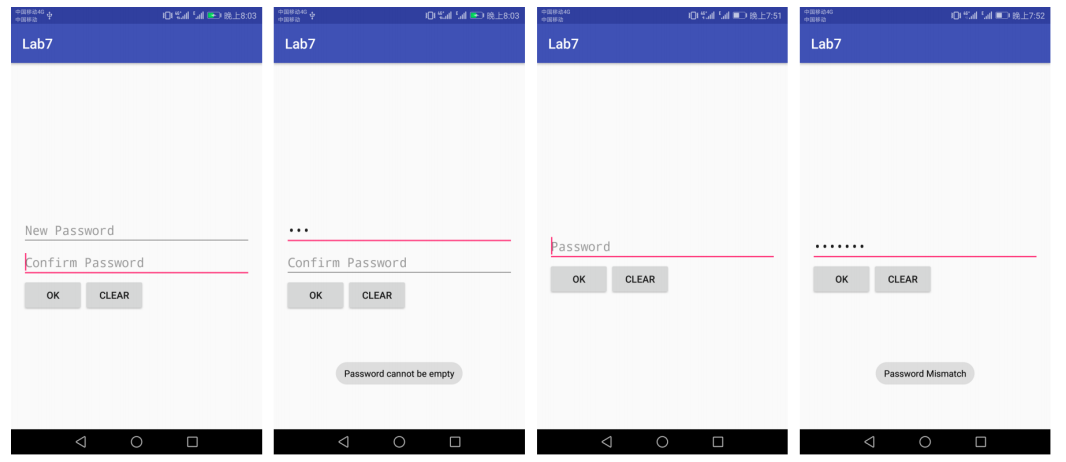 中国移动4G
中国移动
晚上8:03
Lab7
New Password
Confirm Password
OK CLEAR
中国移动4G
中国移动
晚上8:03
Lab7
•••
Confirm Password
OK CLEAR
Password cannot be empty
中国移动4G
中国移动
晚上7:51
Lab7
Password
OK CLEAR
中国移动4G
中国移动
晚上7:52
Lab7
•••••••
OK CLEAR
Password Mismatch